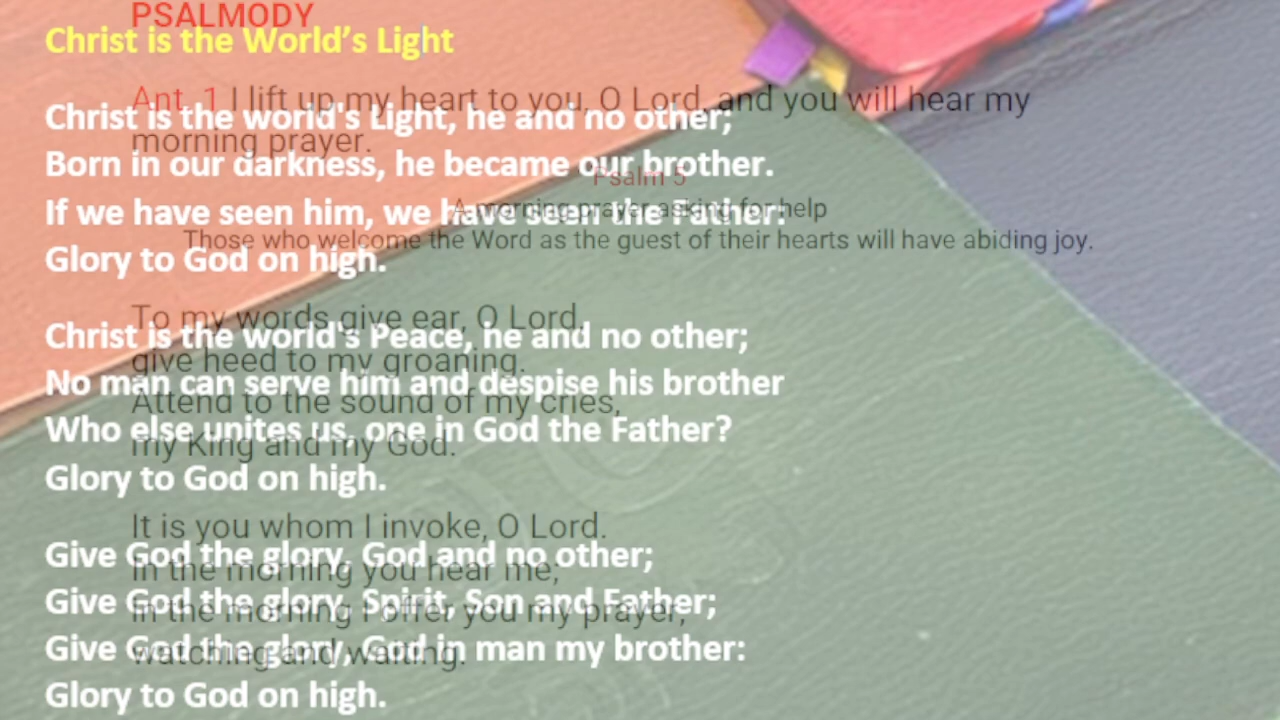 PSALMODY
Christ is the World's Light
Ant. 1 I lift up my heart to you, O Lord, and you will hear my
morning prayer.
Psalm 5
A morning prayer asking for help
Those who welcome the Word as the guest of their hearts will have abiding joy.
To my words give ear, O Lord,
give heed to my groaning.
Attend to the sound of my cries,
my King and my God.
It is you whom I invoke, O Lord.
In the morning you hear me;
in the morning I offer you my prayer,
watching and waiting.
Christ is the world's Light, he and no other;
Born in our darkness, he became our brother.
If we have seen him, we have seen the Father:
Glory to God on high.
Christ is the world's Peace, he and no other;
No man can serve him and despise his brother
Who else unites us, one in God the Father?
Glory to God on high.
Give God the glory, God and no other;
Give God the glory, Spirit, Son and Father;
Give God the glory, God in man my brother:
Glory to God on high.